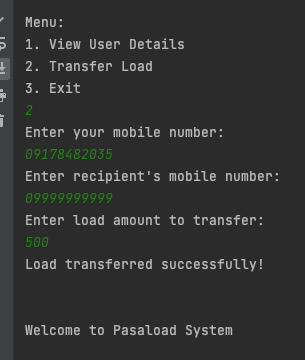 Menu:
1. View User Details
2. Transfer Load
3. Exit
2
Enter your mobile number:
09178482035
Enter recipient's mobile number:
09999999999
Enter load amount to transfer:
500
Load transferred successfully!
Welcome to Pasaload System